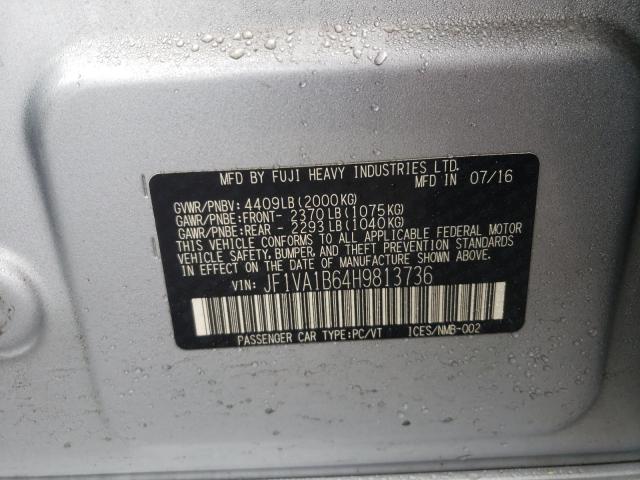 MFD BY FUJI HEAVY INDUSTRIES LTD.
MFD IN 07/16
GVWR/PNBV: 4409LB(2000KG)
GAWR/PNBE:FRONT- 2370LB(1075KG)
GAWR/PNBE:REAR - 2293LB(1040KG)
THIS VEHICLE CONFORMS TO ALL APPLICABLE FEDERAL MOTOR
VEHICLE SAFETY, BUMPER, AND THEFT PREVENTION STANDARDS
IN EFFECT ON THE DATE OF MANUFACTURE SHOWN ABOVE.
VIN: JF1VA1B64H9813736
PASSENGER CAR TYPE:PC/VT ICES/NMB-002